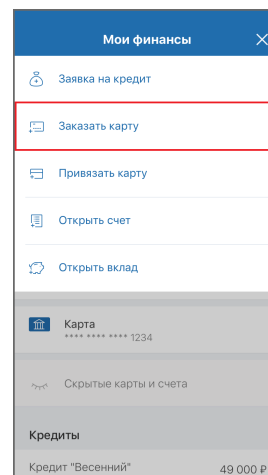 Мои финансы
Заявка на кредит
Заказать карту
Привязать карту
Открыть счет
Открыть вклад
Карта
•••• •••• •••• 1234
Скрытые карты и счета
Кредиты
Кредит "Весенний" 49 000 ₽